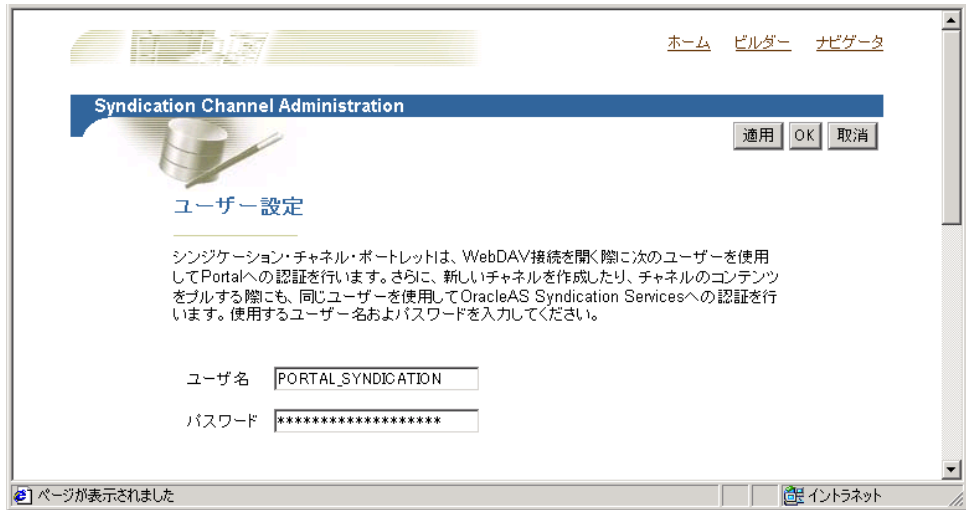 ホーム ビルダー ナビゲータ
Syndication Channel Administration
適用 OK 取消
ユーザー設定
シンジケーション・チャネル・ポートレットは、WebDAV接続を開く際に次のユーザーを使用
してPortalへの認証を行います。さらに、新しいチャネルを作成したり、チャネルのコンテンツ
をプルする際にも、同じユーザーを使用してOracleAS Syndication Servicesへの認証を行
います。使用するユーザー名およびパスワードを入力してください。
ユーザ名 PORTAL_SYNDICATION
パスワード *******************
ページが表示されました イントラネット